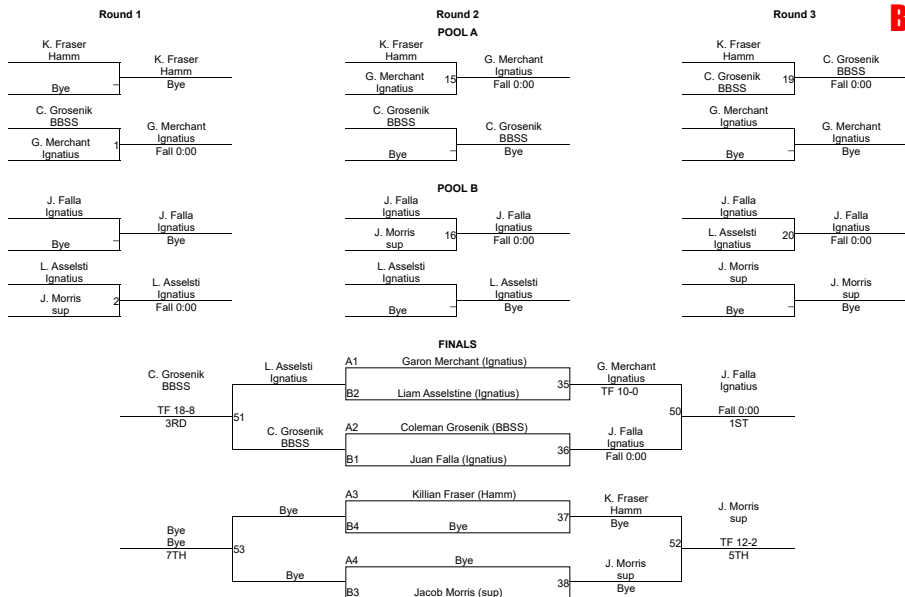 Round 1
Round 2
Round 3
B
POOL A
K. Fraser
Hamm
Bye
–
K. Fraser
Hamm
Bye
C. Grosenik
BBSS
G. Merchant
Ignatius
1
G. Merchant
Ignatius
Fall 0:00
K. Fraser
Hamm
G. Merchant
Ignatius
15
G. Merchant
Ignatius
Fall 0:00
C. Grosenik
BBSS
Bye
–
C. Grosenik
BBSS
Bye
K. Fraser
Hamm
C. Grosenik
BBSS
19
C. Grosenik
BBSS
Fall 0:00
G. Merchant
Ignatius
Bye
–
G. Merchant
Ignatius
Bye
POOL B
J. Falla
Ignatius
Bye
–
J. Falla
Ignatius
Bye
L. Asselsti
Ignatius
J. Morris
sup
2
L. Asselsti
Ignatius
Fall 0:00
J. Falla
Ignatius
J. Morris
sup
16
J. Falla
Ignatius
Fall 0:00
L. Asselsti
Ignatius
Bye
–
L. Asselsti
Ignatius
Bye
J. Falla
Ignatius
L. Asselsti
Ignatius
20
J. Falla
Ignatius
Fall 0:00
J. Morris
sup
Bye
–
J. Morris
sup
Bye
FINALS
C. Grosenik
BBSS
TF 18-8
3RD
51
L. Asselsti
Ignatius
C. Grosenik
BBSS
A1 Garon Merchant (Ignatius)
B2 Liam Asselstine (Ignatius)
35
A2 Coleman Grosenik (BBSS)
B1 Juan Falla (Ignatius)
36
G. Merchant
Ignatius
TF 10-0
J. Falla
Ignatius
Fall 0:00
50
J. Falla
Ignatius
Fall 0:00
1ST
Bye
Bye
7TH
53
Bye
Bye
A3 Killian Fraser (Hamm)
B4 Bye
37
A4 Bye
B3 Jacob Morris (sup)
38
K. Fraser
Hamm
Bye
J. Morris
sup
Bye
52
J. Morris
sup
TF 12-2
5TH